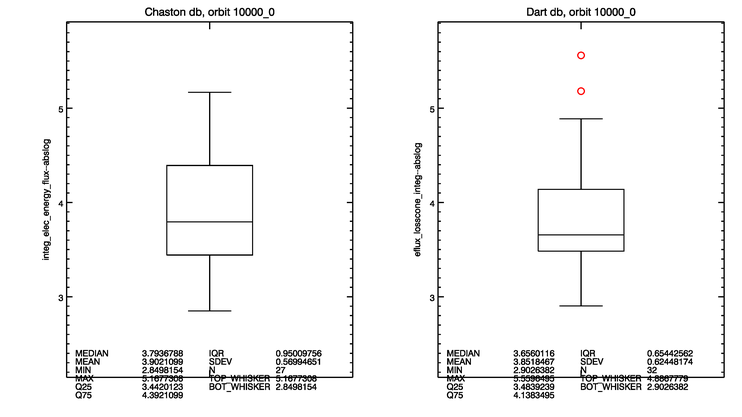 Chaston db, orbit 10000_0
integ_elec_energy_flux-abslog
5
4
3
MEDIAN 3.7936788 IQR 0.95009756
MEAN 3.9021099 SDEV 0.56994651
MIN 2.8498154 N 27
MAX 5.1677308 TOP_WHISKER 5.1677308
Q25 3.4420123 BOT_WHISKER 2.8498154
Q75 4.3921099
Dart db, orbit 10000_0
eflux_losscone_integ-abslog
5
4
3
MEDIAN 3.6560116 IQR 0.65442562
MEAN 3.8518467 SDEV 0.62448174
MIN 2.9026382 N 32
MAX TOP_WHISKER 4.8867779
Q25 3.4839239 BOT_WHISKER 2.9026382
Q75 4.1383495